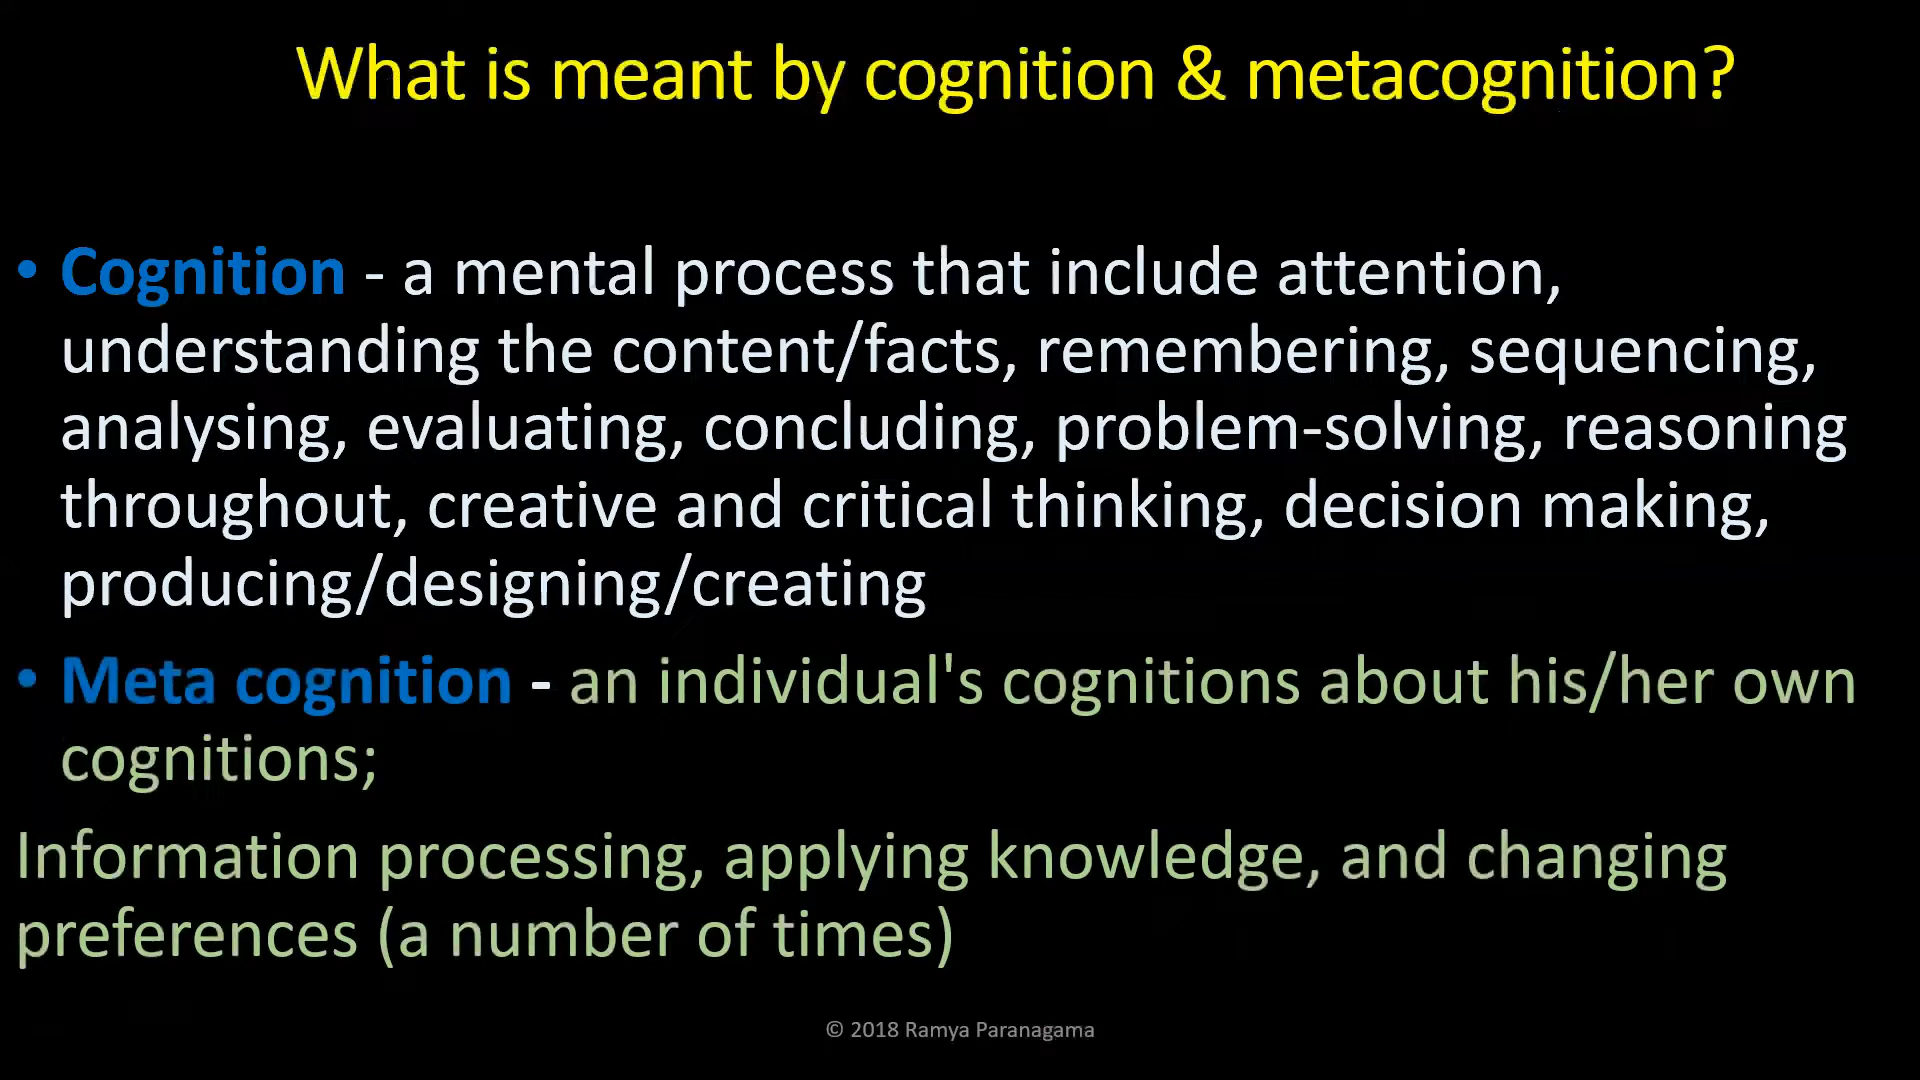 What is meant by cognition & metacognition?
• Cognition - a mental process that include attention,
understanding the content/facts, remembering, sequencing,
analysing, evaluating, concluding, problem-solving, reasoning
throughout, creative and critical thinking, decision making,
producing/designing/creating
• Meta cognition - an individual's cognitions about his/her own
cognitions;
Information processing, applying knowledge, and changing
preferences (a number of times)
© 2018 Ramya Paranagama